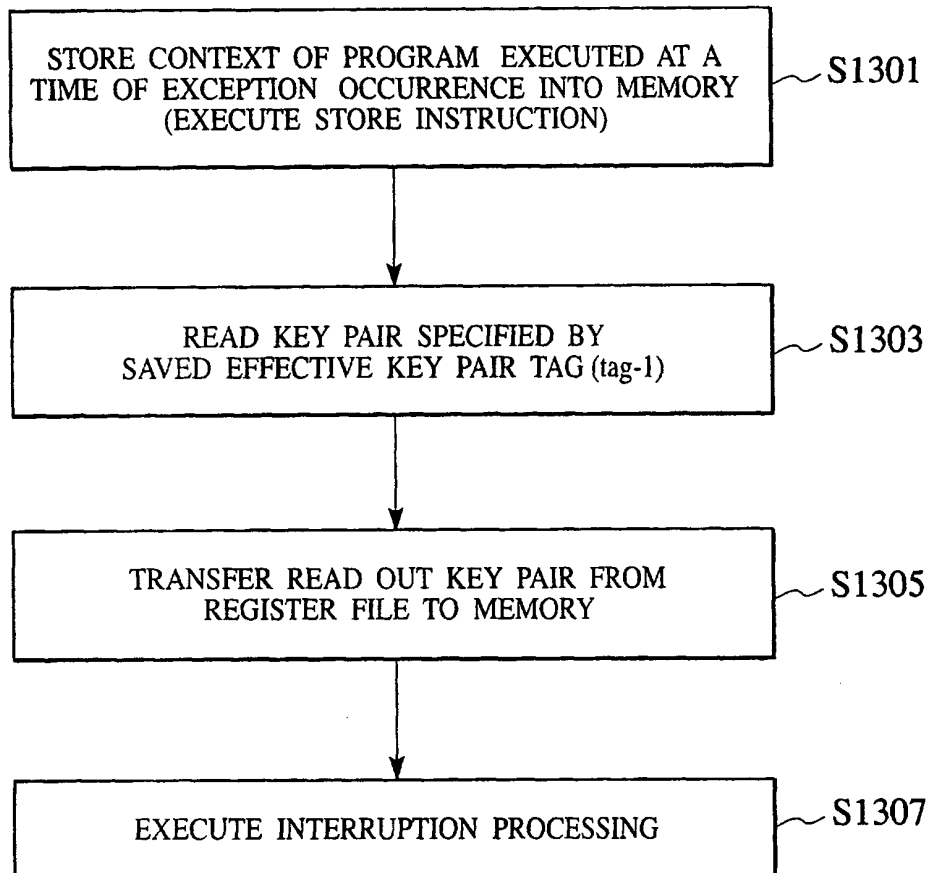 STORE CONTEXT OF PROGRAM EXECUTED AT A
TIME OF EXCEPTION OCCURRENCE INTO MEMORY
(EXECUTE STORE INSTRUCTION)
S1301
READ KEY PAIR SPECIFIED BY
SAVED EFFECTIVE KEY PAIR TAG (tag-1)
S1303
TRANSFER READ OUT KEY PAIR FROM
REGISTER FILE TO MEMORY
S1305
EXECUTE INTERRUPTION PROCESSING
S1307